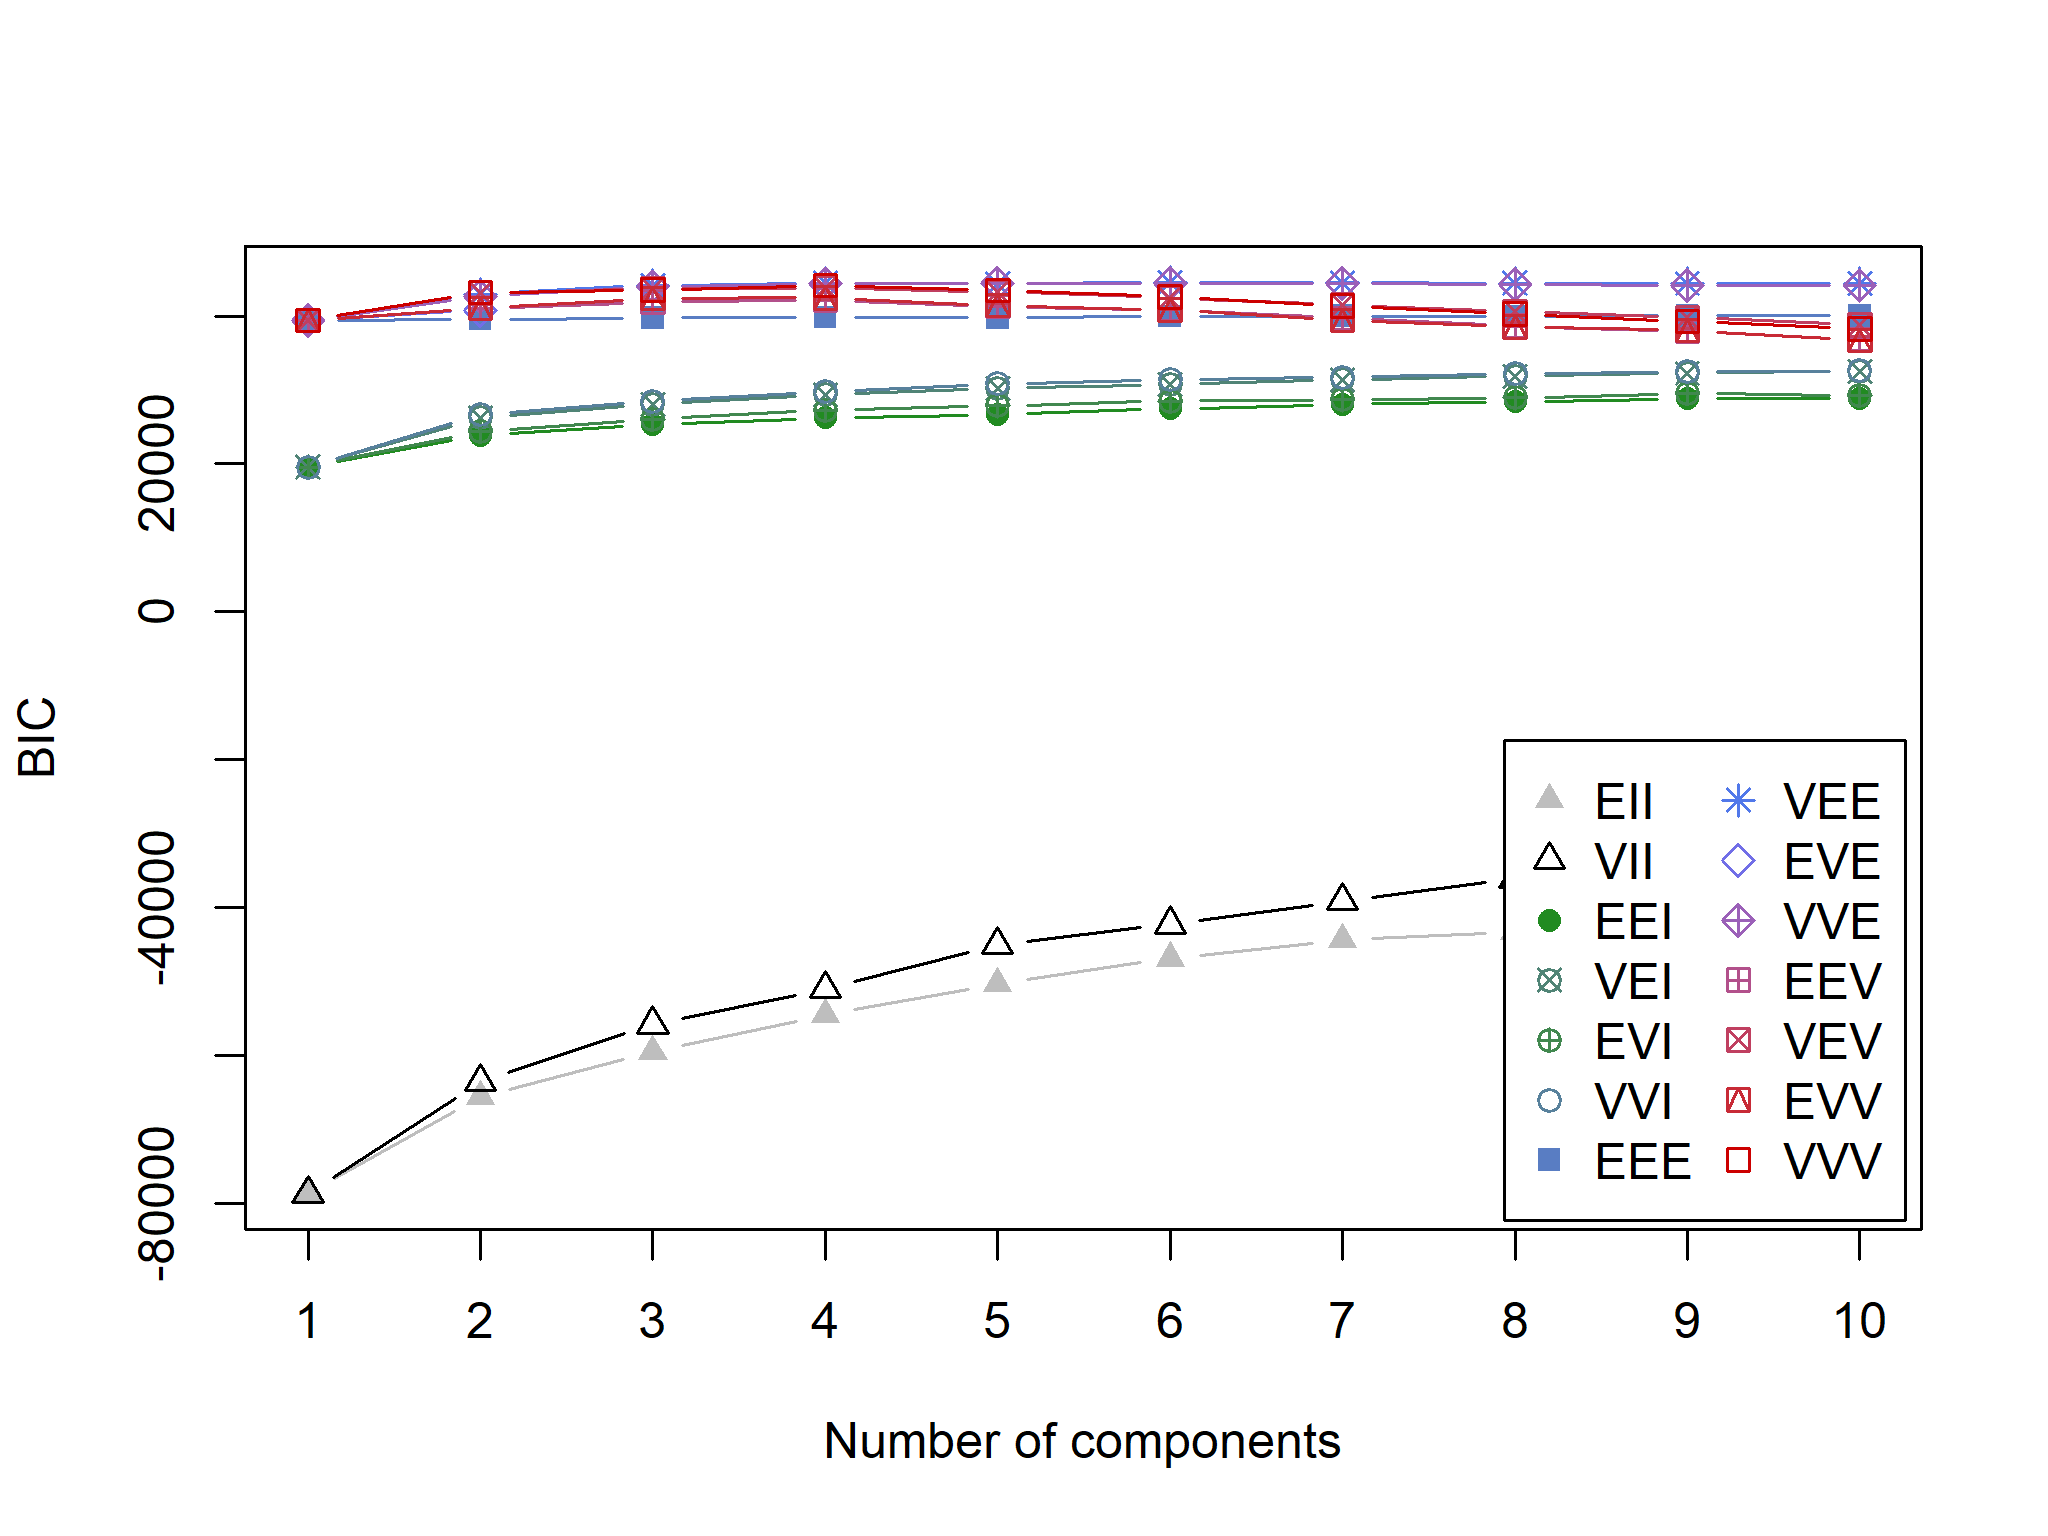 20000
0
-40000
-80000
BIC
EII VEE
VII EVE
EEI VVE
VEI EEV
EVI VEV
VVI EVV
EEE VVV
1 2 3 4 5 6 7 8 9 10
Number of components